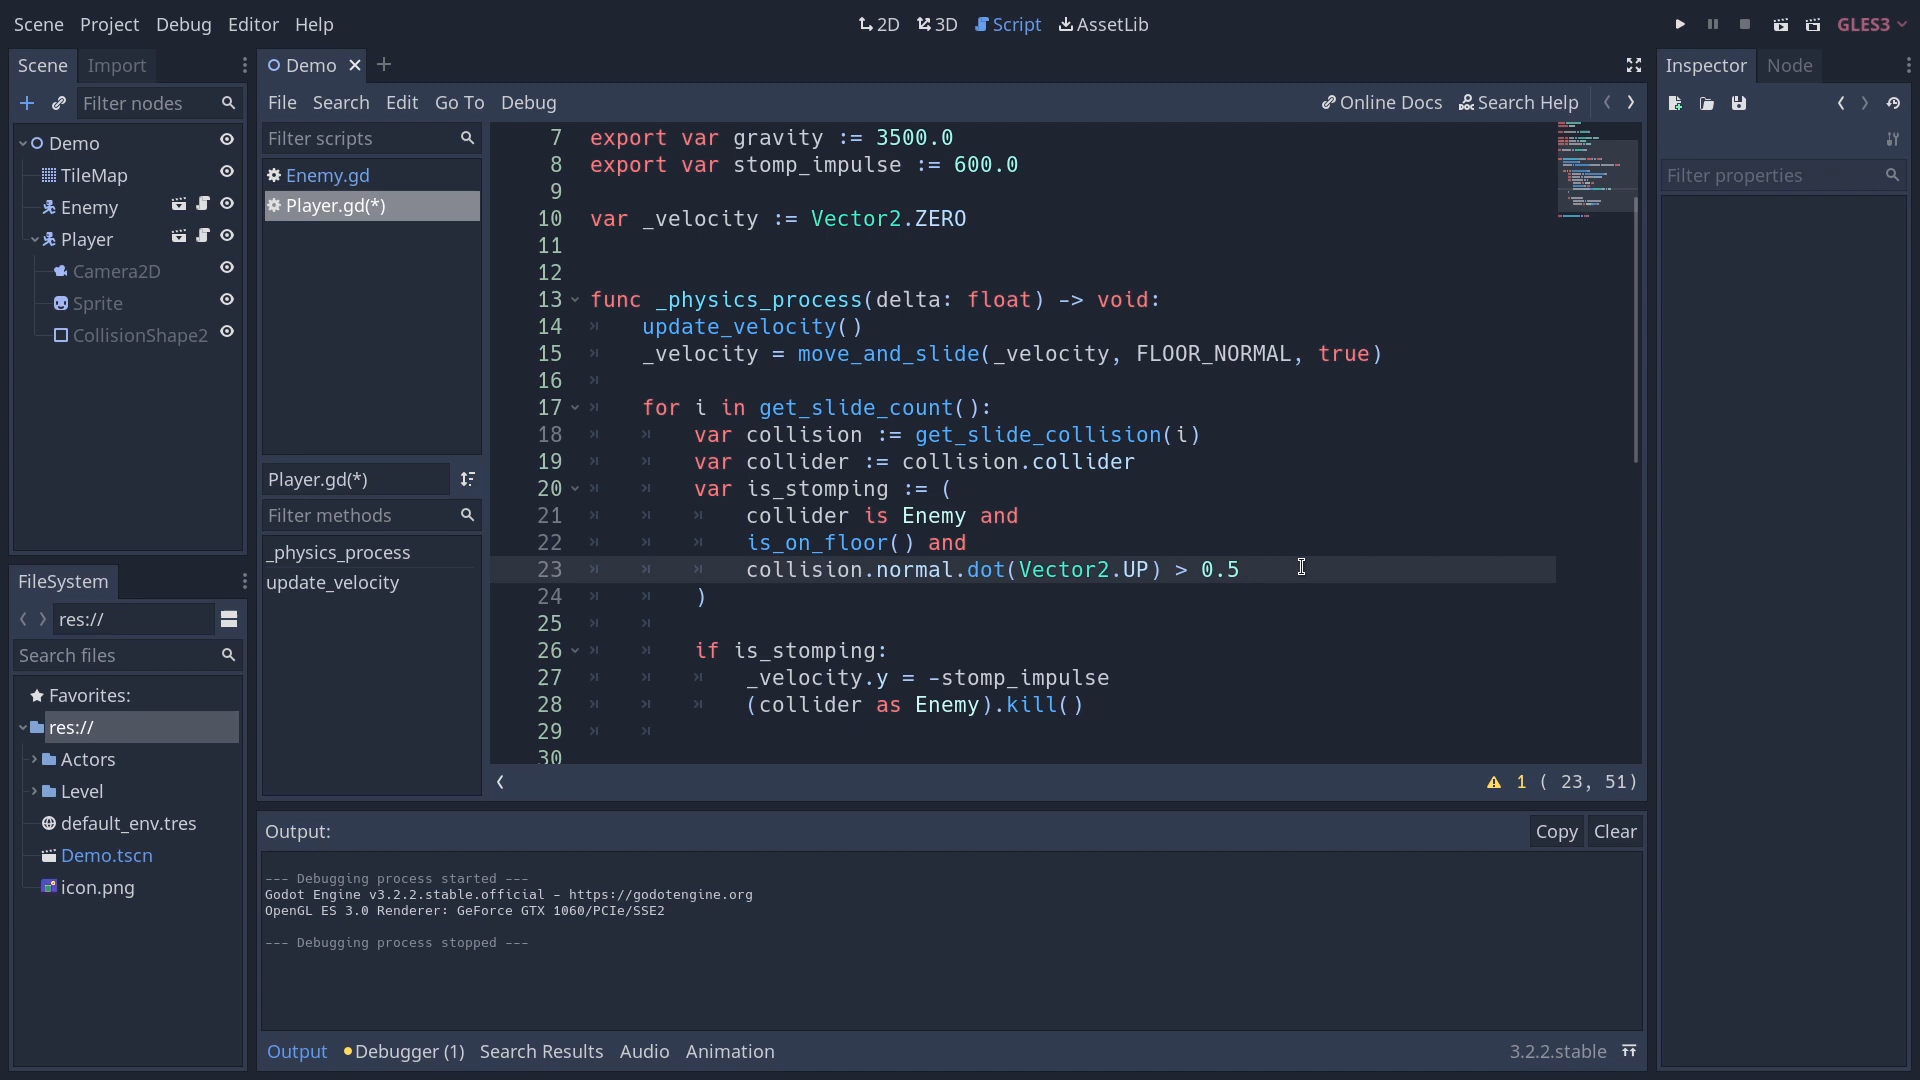 Scene Project Debug Editor Help
2D 3D Script AssetLib
GLES3
Scene Import
Filter nodes
Demo
TileMap
Enemy
Player
Camera2D
Sprite
CollisionShape2
FileSystem
res://
Search files
Favorites:
res://
Actors
Level
default_env.tres
Demo.tscn
icon.png
Demo
File Search Edit Go To Debug
Online Docs Search Help
Filter scripts
Enemy.gd
Player.gd(*)
Player.gd(*)
Filter methods
_physics_process
update_velocity
7 export var gravity := 3500.0
8 export var stomp_impulse := 600.0
9
10 var _velocity := Vector2.ZERO
11
12
13 func _physics_process(delta: float) -> void:
14 update_velocity()
15 _velocity = move_and_slide(_velocity, FLOOR_NORMAL, true)
16
17 for i in get_slide_count():
18 var collision := get_slide_collision(i)
19 var collider := collision.collider
20 var is_stomping := (
21 collider is Enemy and
22 is_on_floor() and
23 collision.normal.dot(Vector2.UP) > 0.5
24 )
25
26 if is_stomping:
27 _velocity.y = -stomp_impulse
28 (collider as Enemy).kill()
29
30
1 ( 23, 51)
Output:
Copy Clear
--- Debugging process started ---
Godot Engine v3.2.2.stable.official - https://godotengine.org
OpenGL ES 3.0 Renderer: GeForce GTX 1060/PCIe/SSE2
--- Debugging process stopped ---
Output Debugger (1) Search Results Audio Animation
3.2.2.stable
Inspector Node
Filter properties